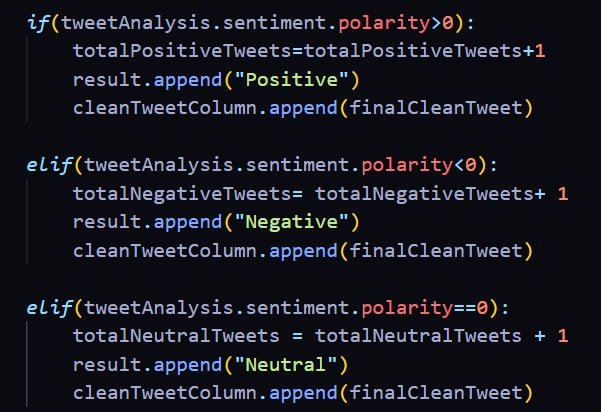 if(tweetAnalysis.sentiment.polarity>0):
    totalPositiveTweets=totalPositiveTweets+1
    result.append("Positive")
    cleanTweetColumn.append(finalCleanTweet)

elif(tweetAnalysis.sentiment.polarity<0):
    totalNegativeTweets= totalNegativeTweets+ 1
    result.append("Negative")
    cleanTweetColumn.append(finalCleanTweet)

elif(tweetAnalysis.sentiment.polarity==0):
    totalNeutralTweets = totalNeutralTweets + 1
    result.append("Neutral")
    cleanTweetColumn.append(finalCleanTweet)